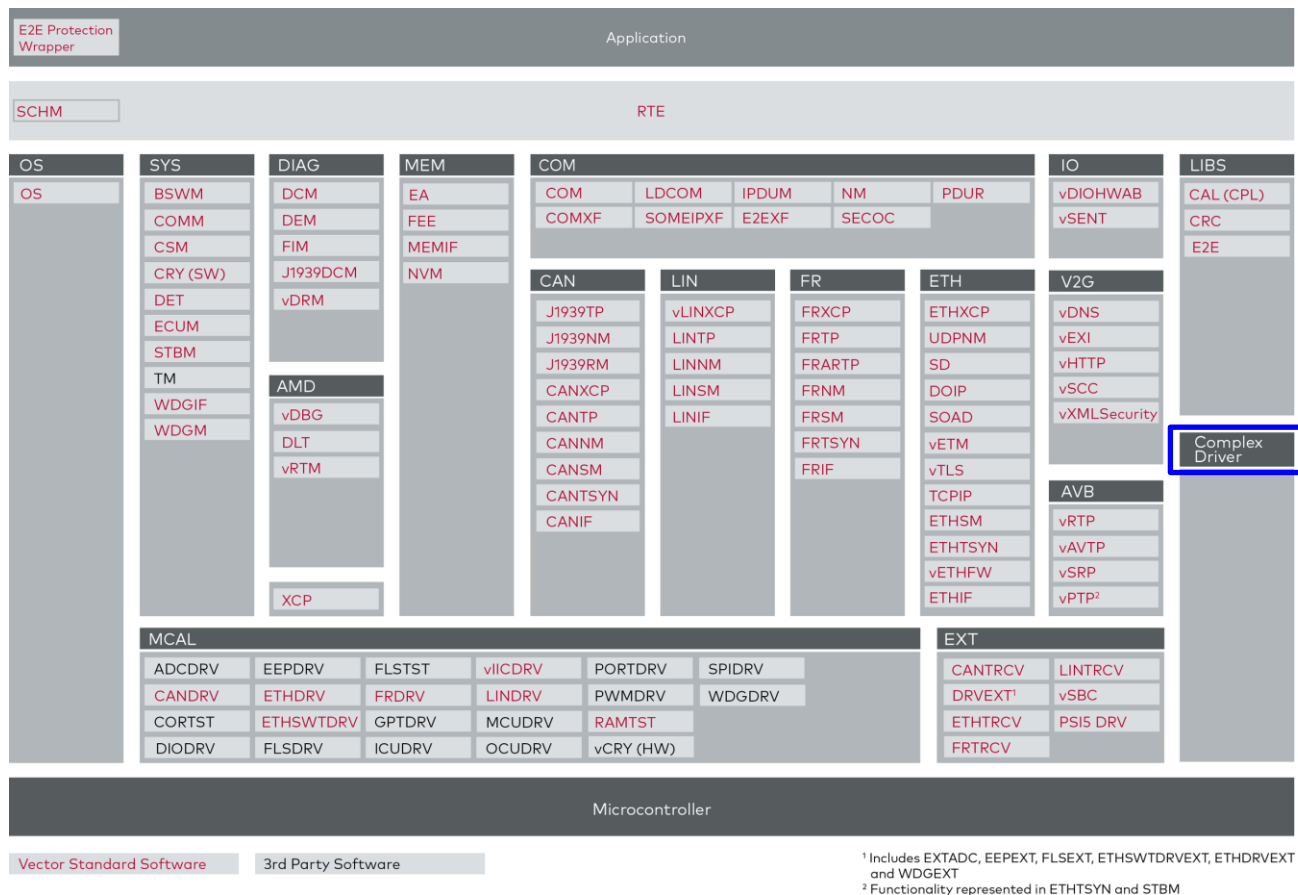 E2E Protection
Wrapper
Application
SCHM
RTE
OS
OS
SYS
BSWM
COMM
CSM
CRY (SW)
DET
ECUM
STBM
TM
WDGIF
WDGM
DIAG
DCM
DEM
FIM
J1939DCM
vDRM
AMD
vDBG
DLT
vRTM
XCP
MEM
EA
FEE
MEMIF
NVM
COM
COM LDCOM IPDUM NM PDUR
COMXF SOMEIPXF E2EXF SECOC
CAN
J1939TP
J1939NM
J1939RM
CANXCP
CANTP
CANNM
CANSM
CANTSYN
CANIF
LIN
vLINXCP
LINTP
LINNM
LINSM
LINIF
FR
FRXCP
FRTP
FRARTP
FRNM
FRSM
FRTSYN
FRIF
ETH
ETHXCP
UDPNM
SD
DOIP
SOAD
vETM
vTLS
TCPIP
ETHSM
ETHTSYN
vETHFW
ETHIF
IO
vDIOHWAB
vSENT
V2G
vDNS
vEXI
vHTTP
vSCC
vXMLSecurity
AVB
vRTP
vAVTP
vSRP
vPTP²
LIBS
CAL (CPL)
CRC
E2E
Complex
Driver
MCAL
ADCDRV EEPDRV FLSTST vIICDRV PORTDRV SPIDRV
CANDRV ETHDRV FRDRV LINDRV PWMDRV WDGDRV
CORTST ETHSWTDRV GPTDRV MCUDRV RAMTST
DIODRV FLSDRV ICUDRV OCUDRV vCRY (HW)
EXT
CANTRCV LINTRCV
DRVEXT¹ vSBC
ETHTRCV PSI5 DRV
FRTRCV
Microcontroller
Vector Standard Software 3rd Party Software
¹ Includes EXTADC, EEPEXT, FLSEXT, ETHSWTDRVEXT, ETHDRVEXT
and WDGEXT
² Functionality represented in ETHTSYN and STBM